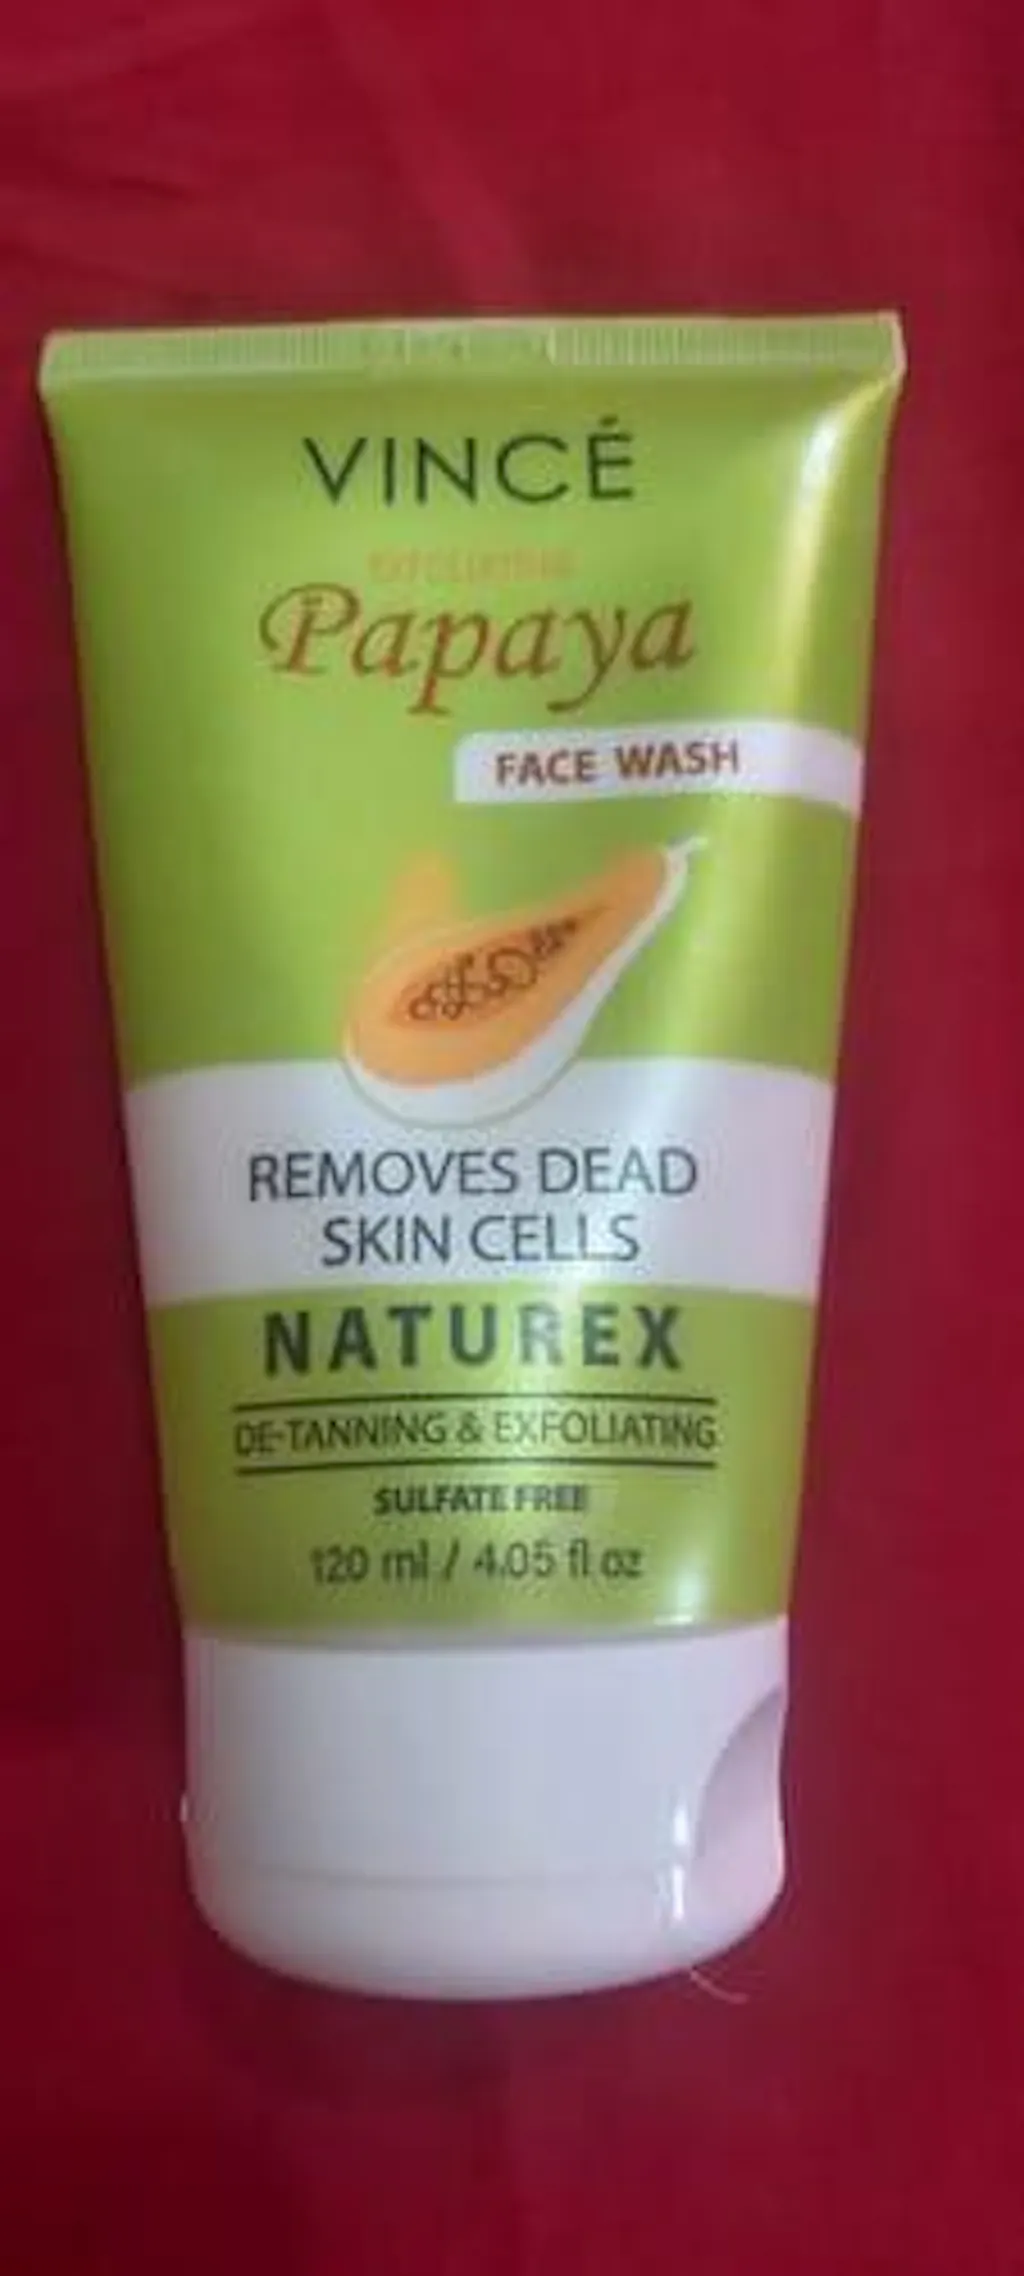 VINCÉ
EXFOLIATING
Papaya
FACE WASH
REMOVES DEAD
SKIN CELLS
NATUREX
DE-TANNING & EXFOLIATING
SULFATE FREE
120 ml / 4.05 fl oz